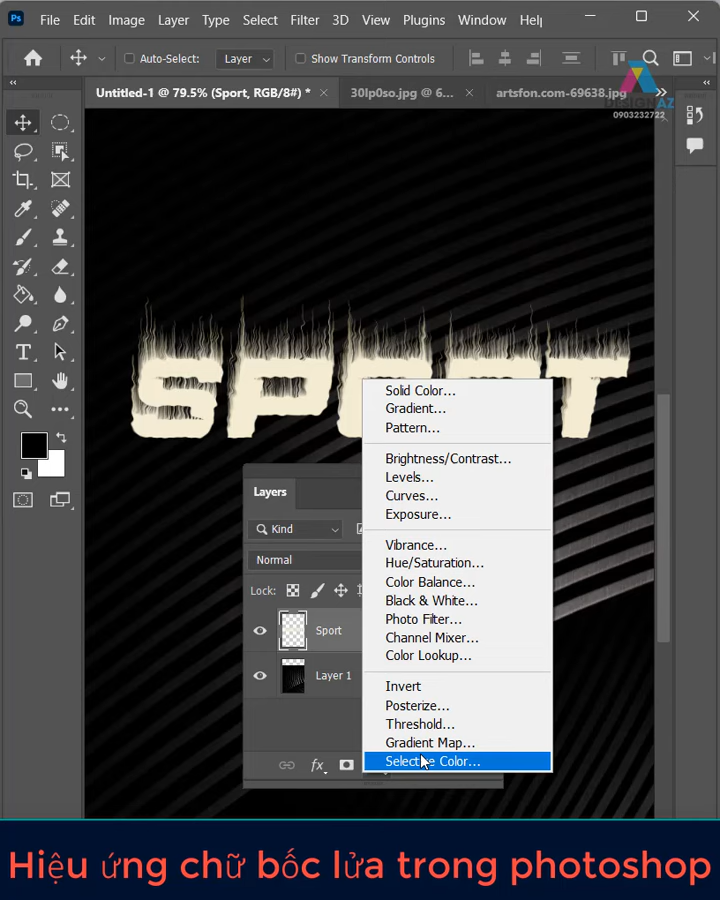 File Edit Image Layer Type Select Filter 3D View Plugins Window Help
Auto-Select: Layer Show Transform Controls
Untitled-1 @ 79.5% (Sport, RGB/8#) * 30lp0so.jpg @ 6... artsfon.com-69638.jpg
0903232722
SPORT
Solid Color...
Gradient...
Pattern...
Brightness/Contrast...
Levels...
Curves...
Exposure...
Vibrance...
Hue/Saturation...
Color Balance...
Black & White...
Photo Filter...
Channel Mixer...
Color Lookup...
Invert
Posterize...
Threshold...
Gradient Map...
Selective Color...
Layers
Kind
Normal
Lock:
Sport
Layer 1
fx
Hiệu ứng chữ bốc lửa trong photoshop